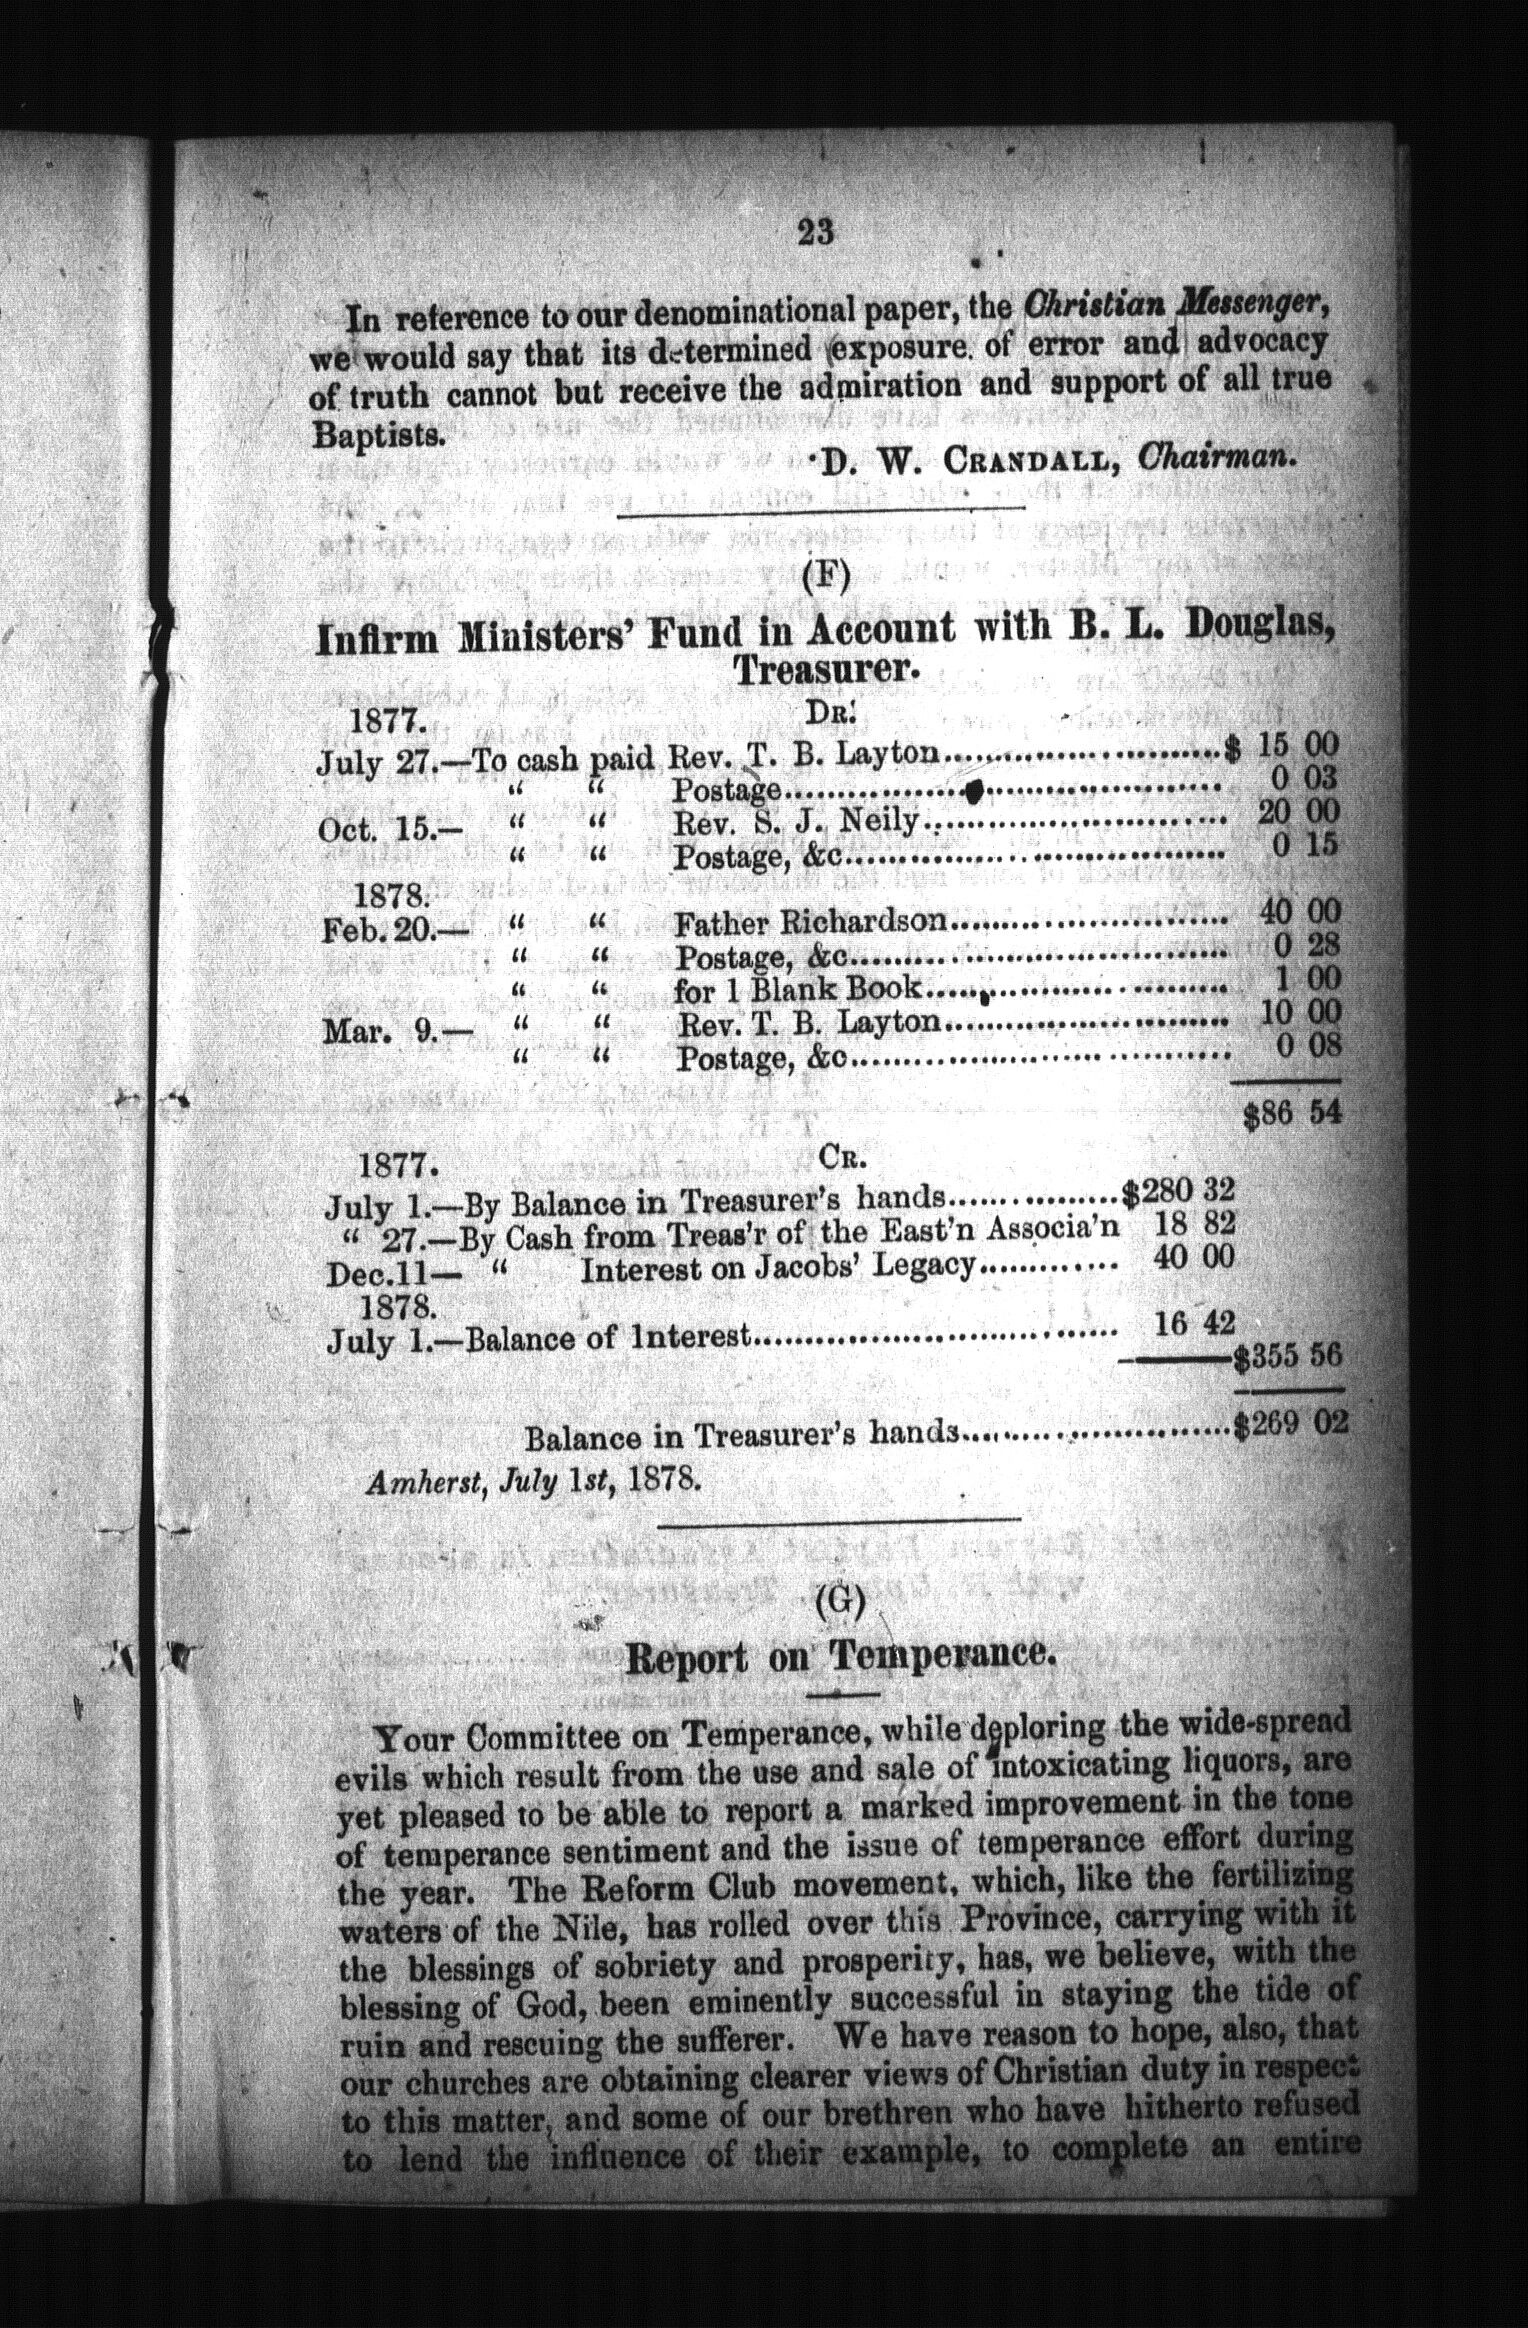 23
In reference to our denominational paper, the Christian Messenger,
we would say that its determined exposure of error and advocacy
of truth cannot but receive the admiration and support of all true
Baptists.
D. W. CRANDALL, Chairman.
(F)
Infirm Ministers' Fund in Account with B. L. Douglas,
Treasurer.
1877. DR.
July 27.—To cash paid Rev. T. B. Layton..............................$ 15 00
" " Postage........................................ 0 03
Oct. 15.— " " Rev. S. J. Neily.............................. 20 00
" " Postage, &c.................................... 0 15
1878.
Feb. 20.— " " Father Richardson............................ 40 00
" " Postage, &c.................................... 0 28
" " for 1 Blank Book.............................. 1 00
Mar. 9.— " " Rev. T. B. Layton............................. 10 00
" " Postage, &c.................................... 0 08
$86 54
1877. CR.
July 1.—By Balance in Treasurer's hands..................$280 32
" 27.—By Cash from Treas'r of the East'n Associa'n 18 82
Dec. 11— " Interest on Jacobs' Legacy............. 40 00
1878.
July 1.—Balance of Interest.................................... 16 42
$355 56
Balance in Treasurer's hands...........................$269 02
Amherst, July 1st, 1878.
(G)
Report on Temperance.
Your Committee on Temperance, while deploring the wide-spread
evils which result from the use and sale of intoxicating liquors, are
yet pleased to be able to report a marked improvement in the tone
of temperance sentiment and the issue of temperance effort during
the year. The Reform Club movement, which, like the fertilizing
waters of the Nile, has rolled over this Province, carrying with it
the blessings of sobriety and prosperity, has, we believe, with the
blessing of God, been eminently successful in staying the tide of
ruin and rescuing the sufferer. We have reason to hope, also, that
our churches are obtaining clearer views of Christian duty in respect
to this matter, and some of our brethren who have hitherto refused
to lend the influence of their example, to complete an entire